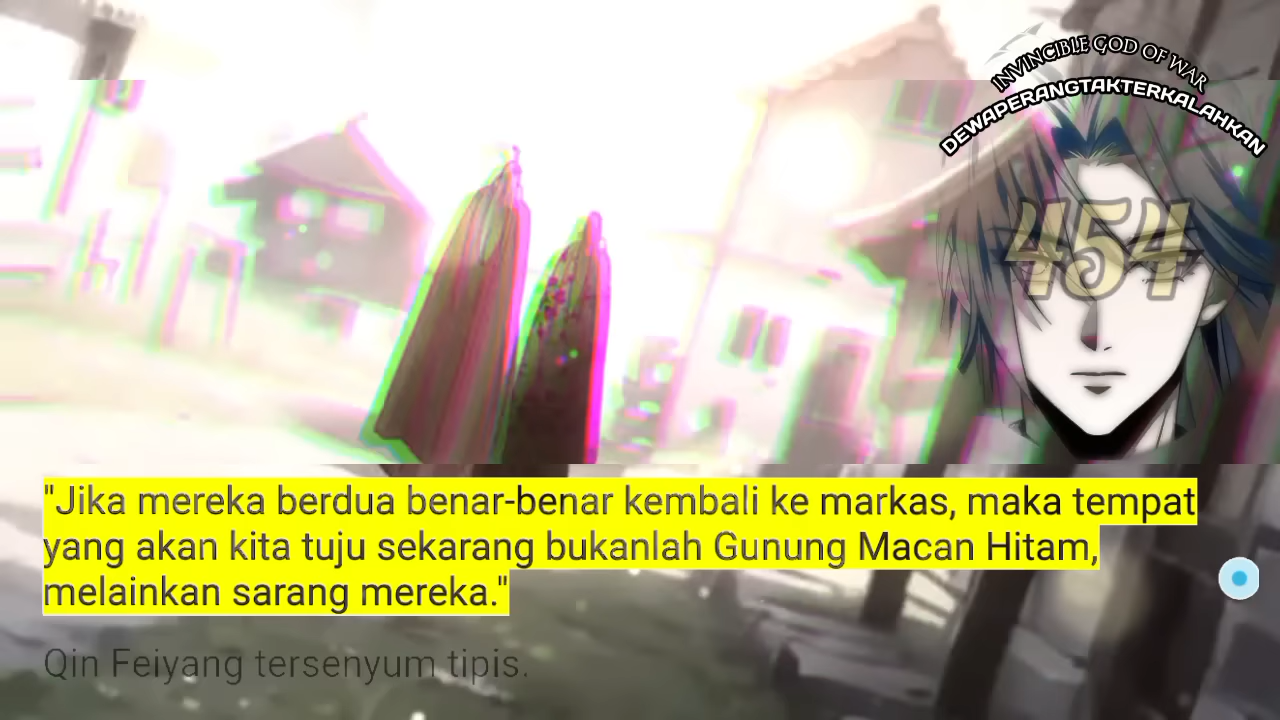 INVINCIBLE GOD OF WAR
DEWAPERANGTAKTERKALAHKAN
454
"Jika mereka berdua benar-benar kembali ke markas, maka tempat
yang akan kita tuju sekarang bukanlah Gunung Macan Hitam,
melainkan sarang mereka."
Qin Feiyang tersenyum tipis.